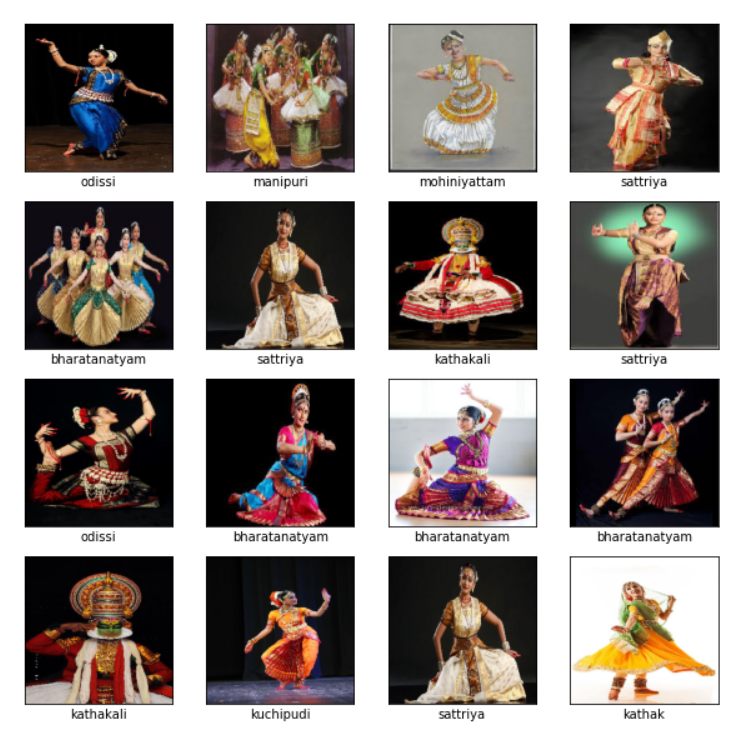 odissi
manipuri
mohiniyattam
sattriya
bharatanatyam
sattriya
kathakali
sattriya
odissi
bharatanatyam
bharatanatyam
bharatanatyam
kathakali
kuchipudi
sattriya
kathak